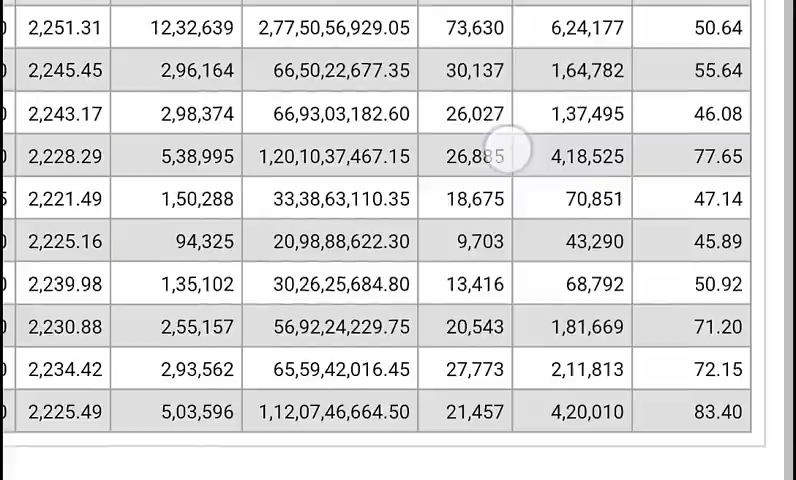 2,251.31 12,32,639 2,77,50,56,929.05 73,630 6,24,177 50.64
2,245.45 2,96,164 66,50,22,677.35 30,137 1,64,782 55.64
2,243.17 2,98,374 66,93,03,182.60 26,027 1,37,495 46.08
2,228.29 5,38,995 1,20,10,37,467.15 26,885 4,18,525 77.65
2,221.49 1,50,288 33,38,63,110.35 18,675 70,851 47.14
2,225.16 94,325 20,98,88,622.30 9,703 43,290 45.89
2,239.98 1,35,102 30,26,25,684.80 13,416 68,792 50.92
2,230.88 2,55,157 56,92,24,229.75 20,543 1,81,669 71.20
2,234.42 2,93,562 65,59,42,016.45 27,773 2,11,813 72.15
2,225.49 5,03,596 1,12,07,46,664.50 21,457 4,20,010 83.40